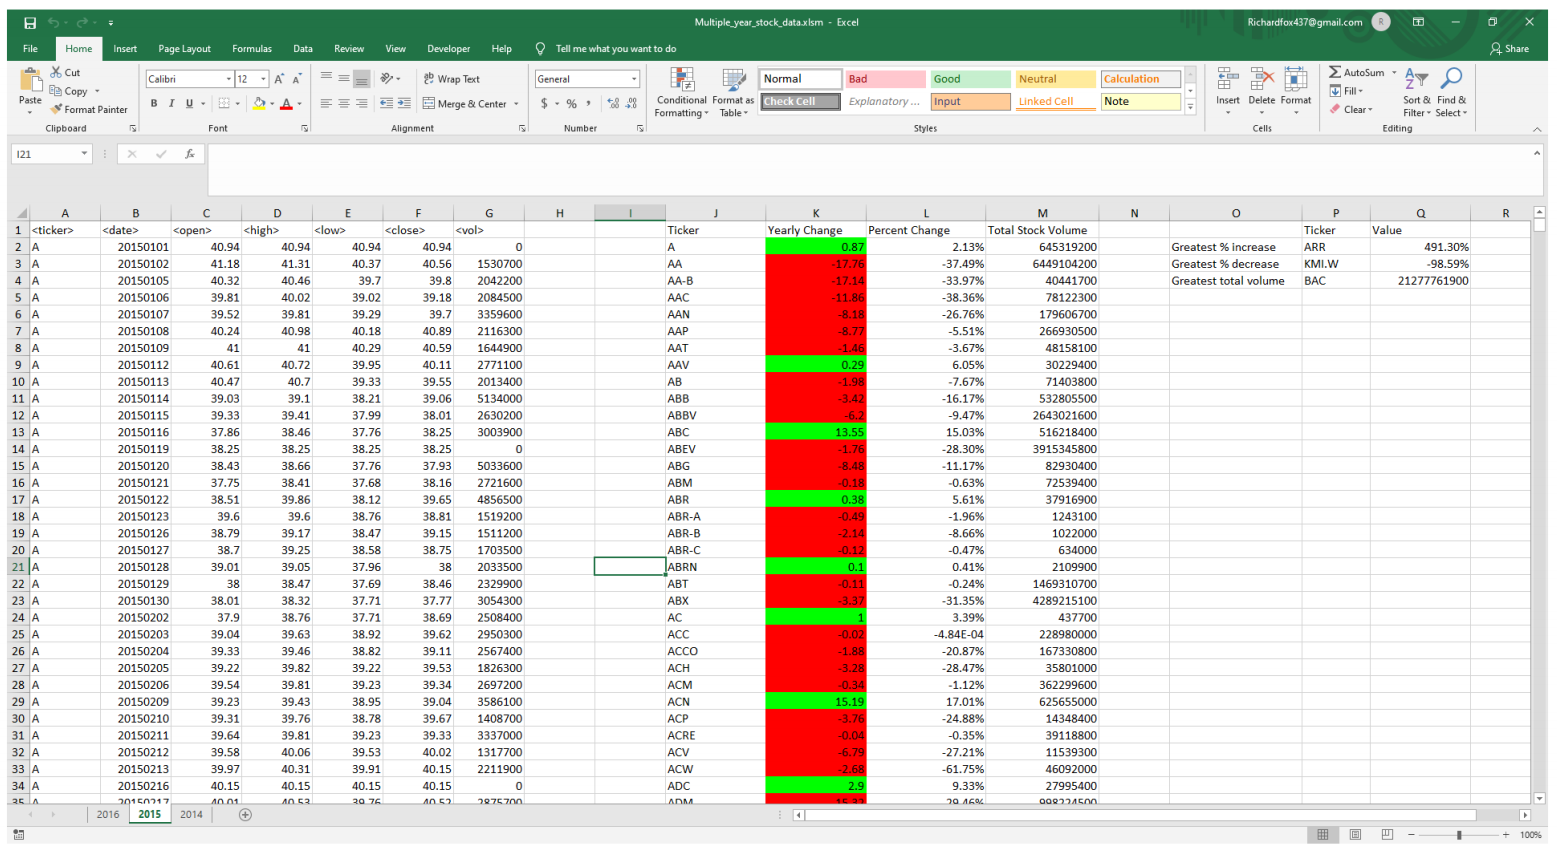 Multiple_year_stock_data.xlsm - Excel Richardfox437@gmail.com R
File Home Insert Page Layout Formulas Data Review View Developer Help Tell me what you want to do Share
Paste Cut Copy Format Painter Clipboard
Calibri 12 A A B I U A Font
Wrap Text Merge & Center Alignment
General $ % , Number
Conditional Formatting Format as Table
Normal Bad Good Neutral Calculation
Check Cell Explanatory ... Input Linked Cell Note
Styles
Insert Delete Format Cells
AutoSum Fill Clear Sort & Filter Find & Select Editing
I21 fx
A B C D E F G H I J K L M N O P Q R
1 <ticker> <date> <open> <high> <low> <close> <vol> Ticker Yearly Change Percent Change Total Stock Volume Ticker Value
2 A 20150101 40.94 40.94 40.94 40.94 0 A 0.87 2.13% 645319200 Greatest % increase ARR 491.30%
3 A 20150102 41.18 41.31 40.37 40.56 1530700 AA -17.76 -37.49% 6449104200 Greatest % decrease KMI.W -98.59%
4 A 20150105 40.32 40.46 39.7 39.8 2042200 AA-B -17.14 -33.97% 40441700 Greatest total volume BAC 21277761900
5 A 20150106 39.81 40.02 39.02 39.18 2084500 AAC -11.86 -38.36% 78122300
6 A 20150107 39.52 39.81 39.29 39.7 3359600 AAN -8.18 -26.76% 179606700
7 A 20150108 40.24 40.98 40.18 40.89 2116300 AAP -8.77 -5.51% 266930500
8 A 20150109 41 41 40.29 40.59 1644900 AAT -1.46 -3.67% 48158100
9 A 20150112 40.61 40.72 39.95 40.11 2771100 AAV 0.29 6.05% 30229400
10 A 20150113 40.47 40.7 39.33 39.55 2013400 AB -1.98 -7.67% 71403800
11 A 20150114 39.03 39.1 38.21 39.06 5134000 ABB -3.42 -16.17% 532805500
12 A 20150115 39.33 39.41 37.99 38.01 2630200 ABBV -6.2 -9.47% 2643021600
13 A 20150116 37.86 38.46 37.76 38.25 3003900 ABC 13.55 15.03% 516218400
14 A 20150119 38.25 38.25 38.25 38.25 0 ABEV -1.76 -28.30% 3915345800
15 A 20150120 38.43 38.66 37.76 37.93 5033600 ABG -8.48 -11.17% 82930400
16 A 20150121 37.75 38.41 37.68 38.16 2721600 ABM -0.18 -0.63% 72539400
17 A 20150122 38.51 39.86 38.12 39.65 4856500 ABR 0.38 5.61% 37916900
18 A 20150123 39.6 39.6 38.76 38.81 1519200 ABR-A -0.49 -1.96% 1243100
19 A 20150126 38.79 39.17 38.47 39.15 1511200 ABR-B -2.14 -8.66% 1022000
20 A 20150127 38.7 39.25 38.58 38.75 1703500 ABR-C -0.12 -0.47% 634000
21 A 20150128 39.01 39.05 37.96 38 2033500 ABRN 0.1 0.41% 2109900
22 A 20150129 38 38.47 37.69 38.46 2329900 ABT -0.11 -0.24% 1469310700
23 A 20150130 38.01 38.32 37.71 37.77 3054300 ABX -3.37 -31.35% 4289215100
24 A 20150202 37.9 38.76 37.71 38.69 2508400 AC 1 3.39% 437700
25 A 20150203 39.04 39.63 38.92 39.62 2950300 ACC -0.02 -4.84E-04 228980000
26 A 20150204 39.33 39.46 38.82 39.11 2567400 ACCO -1.88 -20.87% 167330800
27 A 20150205 39.22 39.82 39.22 39.53 1826300 ACH -3.28 -28.47% 35801000
28 A 20150206 39.54 39.81 39.23 39.34 2697200 ACM -0.34 -1.12% 362299600
29 A 20150209 39.23 39.43 38.95 39.04 3586100 ACN 15.19 17.01% 625655000
30 A 20150210 39.31 39.76 38.78 39.67 1408700 ACP -3.76 -24.88% 14348400
31 A 20150211 39.64 39.81 39.23 39.33 3337000 ACRE -0.04 -0.35% 39118800
32 A 20150212 39.58 40.06 39.53 40.02 1317700 ACV -6.79 -27.21% 11539300
33 A 20150213 39.97 40.31 39.91 40.15 2211900 ACW -2.68 -61.75% 46092000
34 A 20150216 40.15 40.15 40.15 40.15 0 ADC 2.9 9.33% 27995400
35 A 20150217 40.01 40.53 39.76 40.52 2875700 ADM -15.32 -29.46% 998224500
2016 2015 2014
100%